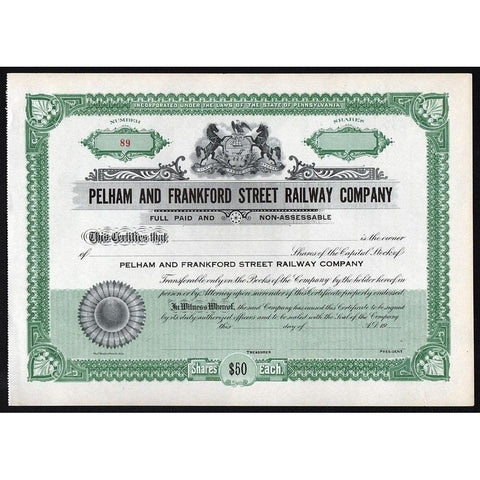 INCORPORATED UNDER THE LAWS OF THE STATE OF PENNSYLVANIA
NUMBER
SHARES
89
PELHAM AND FRANKFORD STREET RAILWAY COMPANY
FULL PAID AND NON-ASSESSABLE
This Certifies that is the owner
of Shares of the Capital Stock of
PELHAM AND FRANKFORD STREET RAILWAY COMPANY
Transferable only on the Books of the Company by the holder hereof in
person or by Attorney upon surrender of this Certificate properly endorsed.
In Witness Whereof, the said Company has caused this Certificate to be signed
by its duly authorized officers and to be sealed with the Seal of the Company
this day of A.D. 19
TREASURER
PRESIDENT
Shares $50 Each.